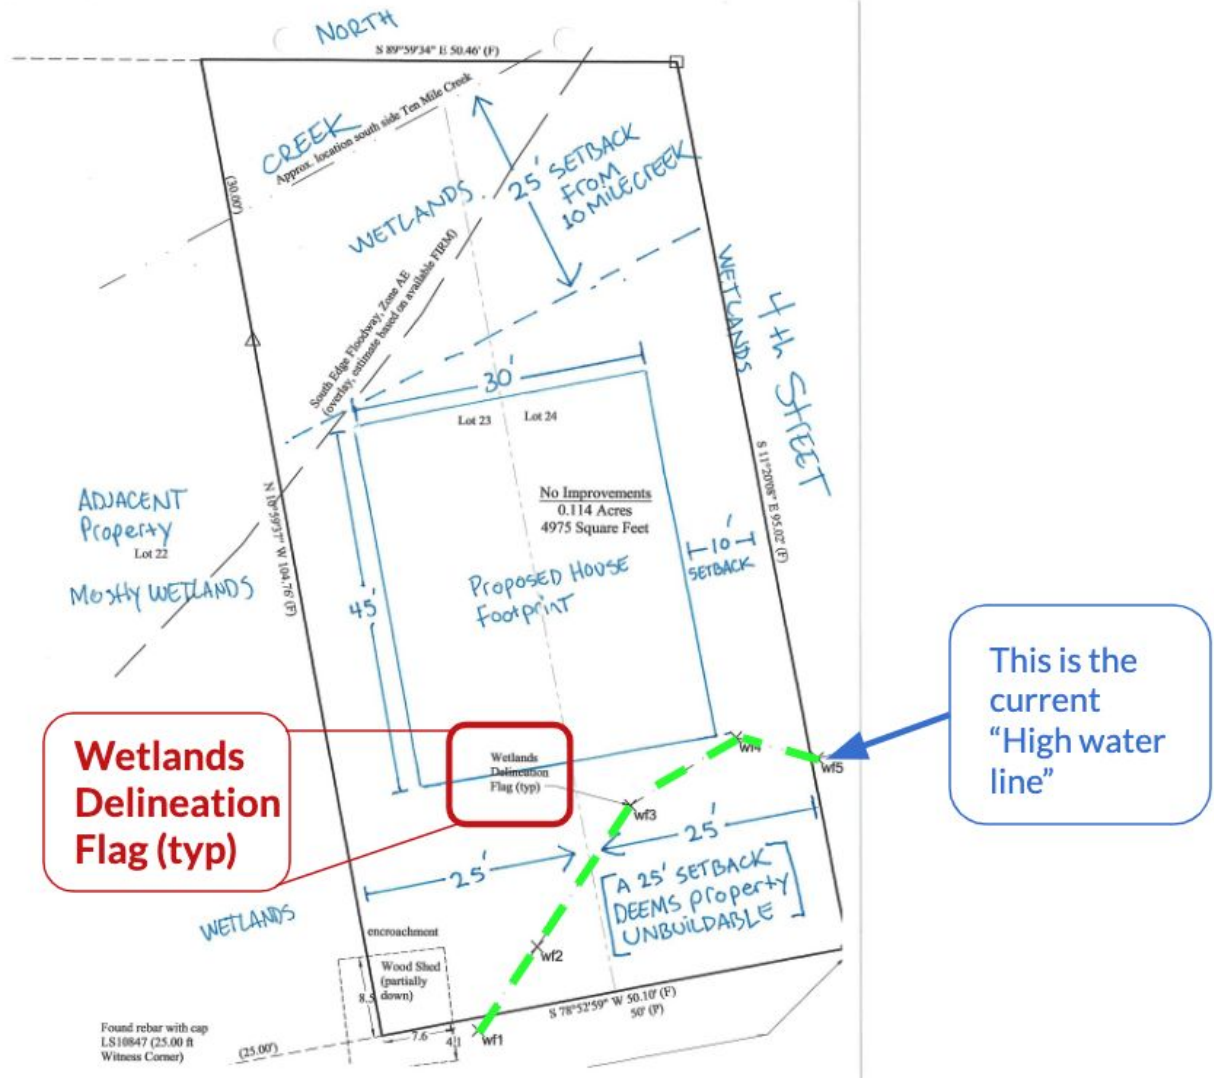 NORTH
S 89°59'34" E 50.46' (F)
CREEK
Approx. location south side Ten Mile Creek
(30.00')
WETLANDS
25' SETBACK
FROM
10 MILE CREEK
South Edge Floodway, Zone AE
(overlay, estimate based on available FIRM)
WETLANDS
4th Street
30'
Lot 23
Lot 24
S 11°20'08" E 95.02' (F)
No Improvements
0.114 Acres
4975 Square Feet
ADJACENT
Property
Lot 22
Mostly WETLANDS
N 10°59'37" W 104.76' (F)
10'
SETBACK
45'
Proposed House
Footprint
This is the
current
“High water
line”
Wetlands
Delineation
Flag (typ)
Wetlands
Delineation
Flag (typ)
wf4
wf5
wf3
25'
25'
A 25' SETBACK
DEEMS property
UNBUILDABLE
WETLANDS
encroachment
wf2
Wood Shed
(partially
down)
8.5
S 78°52'59" W 50.10' (F)
50' (P)
Found rebar with cap
LS10847 (25.00 ft
Witness Corner)
(25.00')
7.6
4.1
wf1